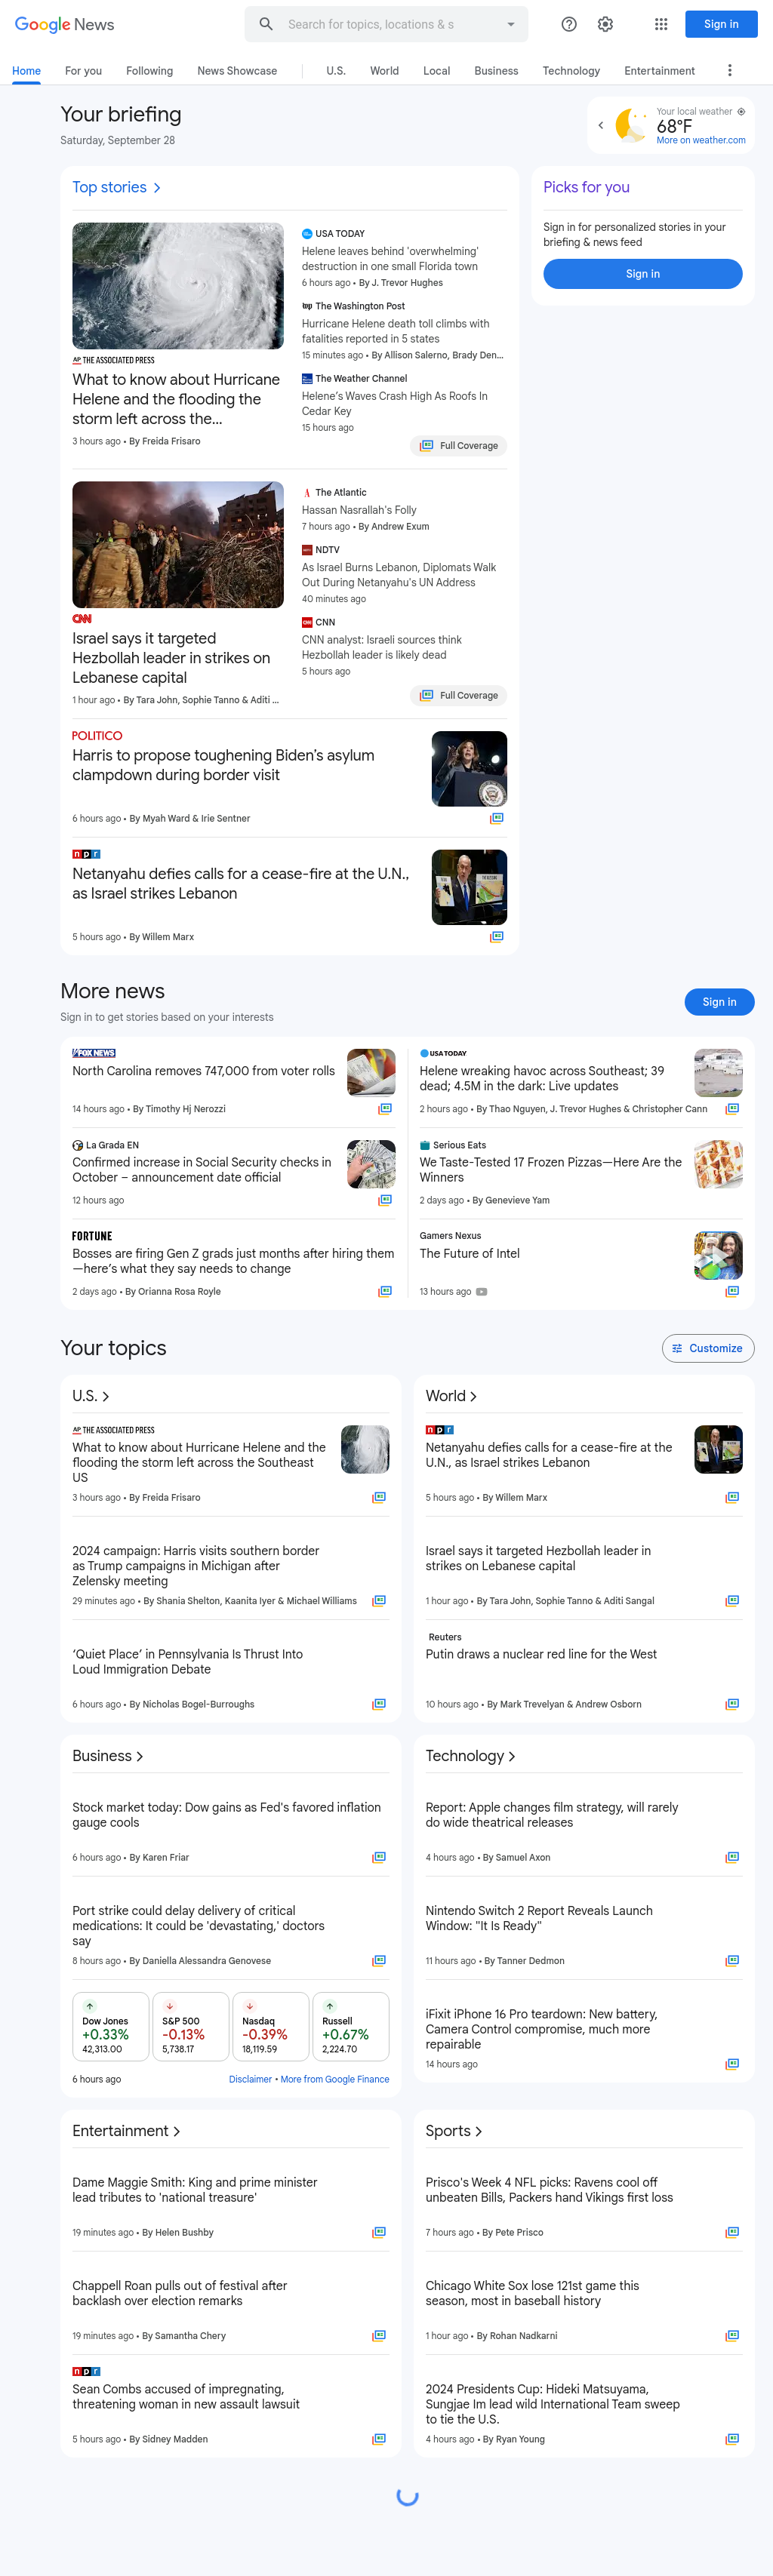 Google News
Search for topics, locations & s
Sign in
Home
For you
Following
News Showcase
U.S.
World
Local
Business
Technology
Entertainment
Your briefing
Saturday, September 28
Your local weather
68°F
More on weather.com
Top stories
THE ASSOCIATED PRESS
What to know about Hurricane
Helene and the flooding the
storm left across the...
3 hours ago • By Freida Frisaro
USA TODAY
Helene leaves behind 'overwhelming'
destruction in one small Florida town
6 hours ago • By J. Trevor Hughes
The Washington Post
Hurricane Helene death toll climbs with
fatalities reported in 5 states
15 minutes ago • By Allison Salerno, Brady Den...
The Weather Channel
Helene's Waves Crash High As Roofs In
Cedar Key
15 hours ago
Full Coverage
Picks for you
Sign in for personalized stories in your
briefing & news feed
Sign in
CNN
Israel says it targeted
Hezbollah leader in strikes on
Lebanese capital
1 hour ago • By Tara John, Sophie Tanno & Aditi ...
The Atlantic
Hassan Nasrallah's Folly
7 hours ago • By Andrew Exum
NDTV
As Israel Burns Lebanon, Diplomats Walk
Out During Netanyahu's UN Address
40 minutes ago
CNN
CNN analyst: Israeli sources think
Hezbollah leader is likely dead
5 hours ago
Full Coverage
POLITICO
Harris to propose toughening Biden's asylum
clampdown during border visit
6 hours ago • By Myah Ward & Irie Sentner
npr
Netanyahu defies calls for a cease-fire at the U.N.,
as Israel strikes Lebanon
5 hours ago • By Willem Marx
More news
Sign in to get stories based on your interests
Sign in
FOX NEWS
North Carolina removes 747,000 from voter rolls
14 hours ago • By Timothy Hj Nerozzi
La Grada EN
Confirmed increase in Social Security checks in
October – announcement date official
12 hours ago
FORTUNE
Bosses are firing Gen Z grads just months after hiring them
—here's what they say needs to change
2 days ago • By Orianna Rosa Royle
USA TODAY
Helene wreaking havoc across Southeast; 39
dead; 4.5M in the dark: Live updates
2 hours ago • By Thao Nguyen, J. Trevor Hughes & Christopher Cann
Serious Eats
We Taste-Tested 17 Frozen Pizzas—Here Are the
Winners
2 days ago • By Genevieve Yam
Gamers Nexus
The Future of Intel
13 hours ago
Your topics
Customize
U.S.
THE ASSOCIATED PRESS
What to know about Hurricane Helene and the
flooding the storm left across the Southeast
US
3 hours ago • By Freida Frisaro
2024 campaign: Harris visits southern border
as Trump campaigns in Michigan after
Zelensky meeting
29 minutes ago • By Shania Shelton, Kaanita Iyer & Michael Williams
'Quiet Place' in Pennsylvania Is Thrust Into
Loud Immigration Debate
6 hours ago • By Nicholas Bogel-Burroughs
World
npr
Netanyahu defies calls for a cease-fire at the
U.N., as Israel strikes Lebanon
5 hours ago • By Willem Marx
Israel says it targeted Hezbollah leader in
strikes on Lebanese capital
1 hour ago • By Tara John, Sophie Tanno & Aditi Sangal
Reuters
Putin draws a nuclear red line for the West
10 hours ago • By Mark Trevelyan & Andrew Osborn
Business
Stock market today: Dow gains as Fed's favored inflation
gauge cools
6 hours ago • By Karen Friar
Port strike could delay delivery of critical
medications: It could be 'devastating,' doctors
say
8 hours ago • By Daniella Alessandra Genovese
Dow Jones
+0.33%
42,313.00
S&P 500
-0.13%
5,738.17
Nasdaq
-0.39%
18,119.59
Russell
+0.67%
2,224.70
6 hours ago
Disclaimer • More from Google Finance
Technology
Report: Apple changes film strategy, will rarely
do wide theatrical releases
4 hours ago • By Samuel Axon
Nintendo Switch 2 Report Reveals Launch
Window: "It Is Ready"
11 hours ago • By Tanner Dedmon
iFixit iPhone 16 Pro teardown: New battery,
Camera Control compromise, much more
repairable
14 hours ago
Entertainment
Dame Maggie Smith: King and prime minister
lead tributes to 'national treasure'
19 minutes ago • By Helen Bushby
Chappell Roan pulls out of festival after
backlash over election remarks
19 minutes ago • By Samantha Chery
npr
Sean Combs accused of impregnating,
threatening woman in new assault lawsuit
5 hours ago • By Sidney Madden
Sports
Prisco's Week 4 NFL picks: Ravens cool off
unbeaten Bills, Packers hand Vikings first loss
7 hours ago • By Pete Prisco
Chicago White Sox lose 121st game this
season, most in baseball history
1 hour ago • By Rohan Nadkarni
2024 Presidents Cup: Hideki Matsuyama,
Sungjae Im lead wild International Team sweep
to tie the U.S.
4 hours ago • By Ryan Young